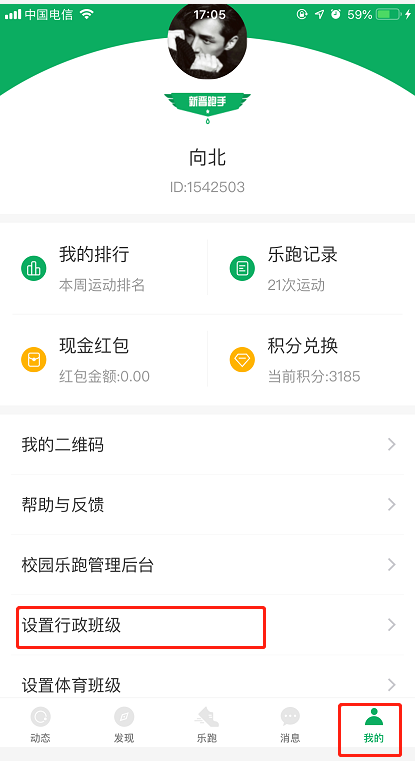 中国电信 17:05 59%
新晋跑手
向北
ID:1542503
我的排行
本周运动排名
乐跑记录
21次运动
现金红包
红包金额:0.00
积分兑换
当前积分:3185
我的二维码
帮助与反馈
校园乐跑管理后台
设置行政班级
设置体育班级
动态 发现 乐跑 消息 我的